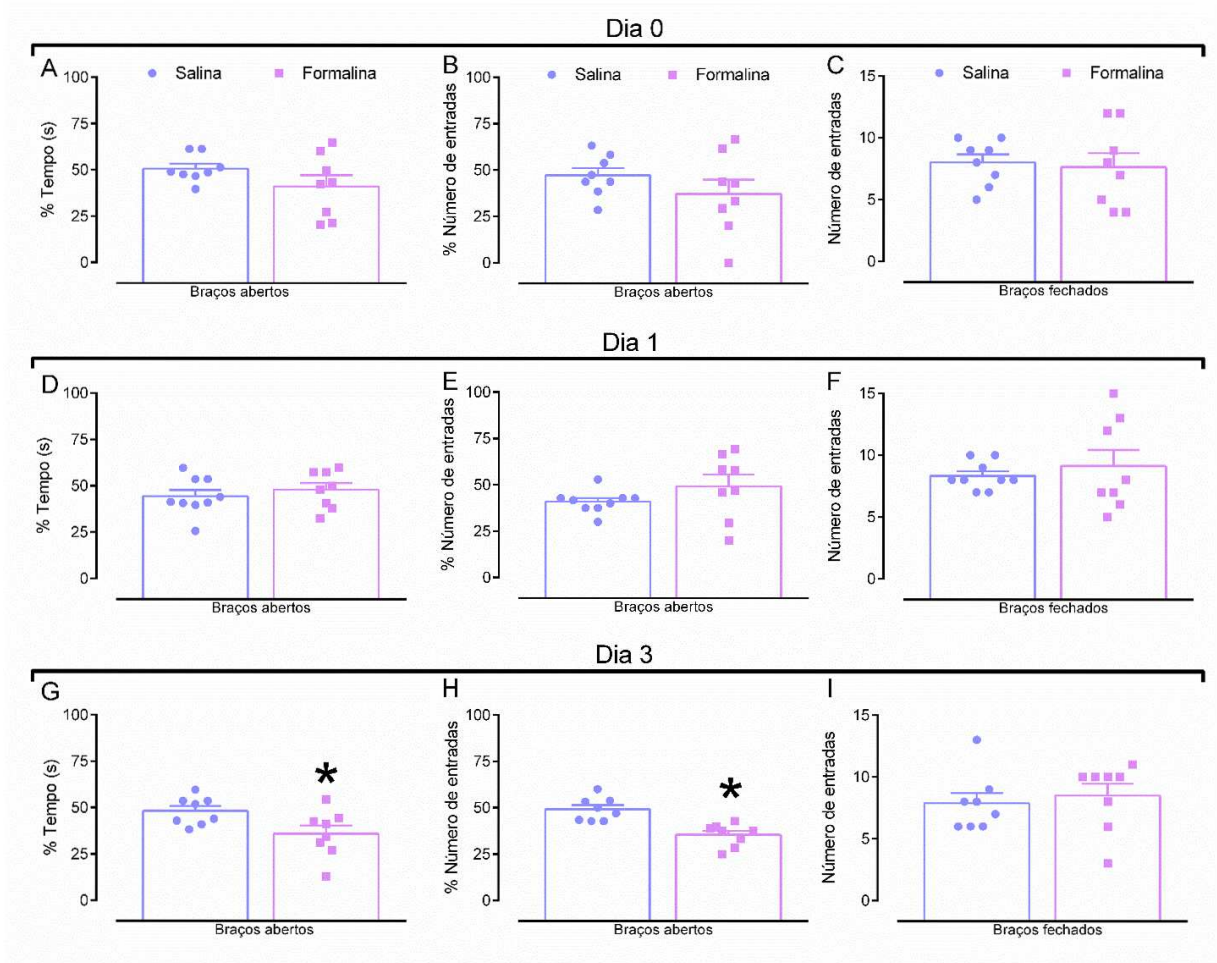 Dia 0
A
Salina Formalina
% Tempo (s)
100
75
50
25
0
Braços abertos
B
Salina Formalina
% Número de entradas
100
75
50
25
0
Braços abertos
C
Salina Formalina
Número de entradas
15
10
5
0
Braços fechados
Dia 1
D
% Tempo (s)
100
75
50
25
0
Braços abertos
E
% Número de entradas
100
75
50
25
0
Braços abertos
F
Número de entradas
15
10
5
0
Braços fechados
Dia 3
G
% Tempo (s)
100
75
50
25
0
*
Braços abertos
H
% Número de entradas
100
75
50
25
0
*
Braços abertos
I
Número de entradas
15
10
5
0
Braços fechados